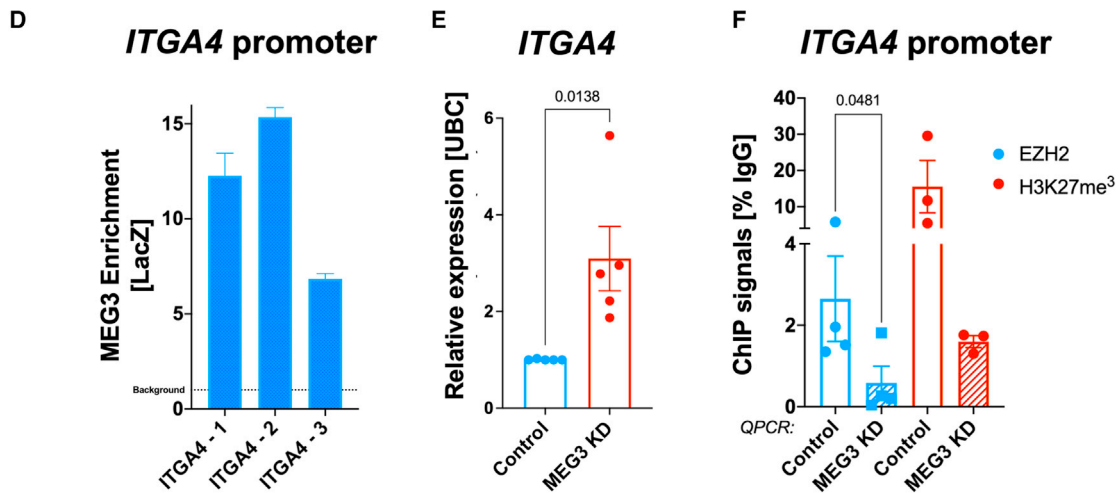 D
ITGA4 promoter
MEG3 Enrichment
[LacZ]
15
10
5
0
Background
ITGA4 - 1
ITGA4 - 2
ITGA4 - 3
E
ITGA4
Relative expression [UBC]
0.0138
6
4
2
0
Control
MEG3 KD
F
ITGA4 promoter
ChIP signals [% IgG]
0.0481
40
30
20
10
4
2
0
EZH2
H3K27me³
QPCR:
Control
MEG3 KD
Control
MEG3 KD